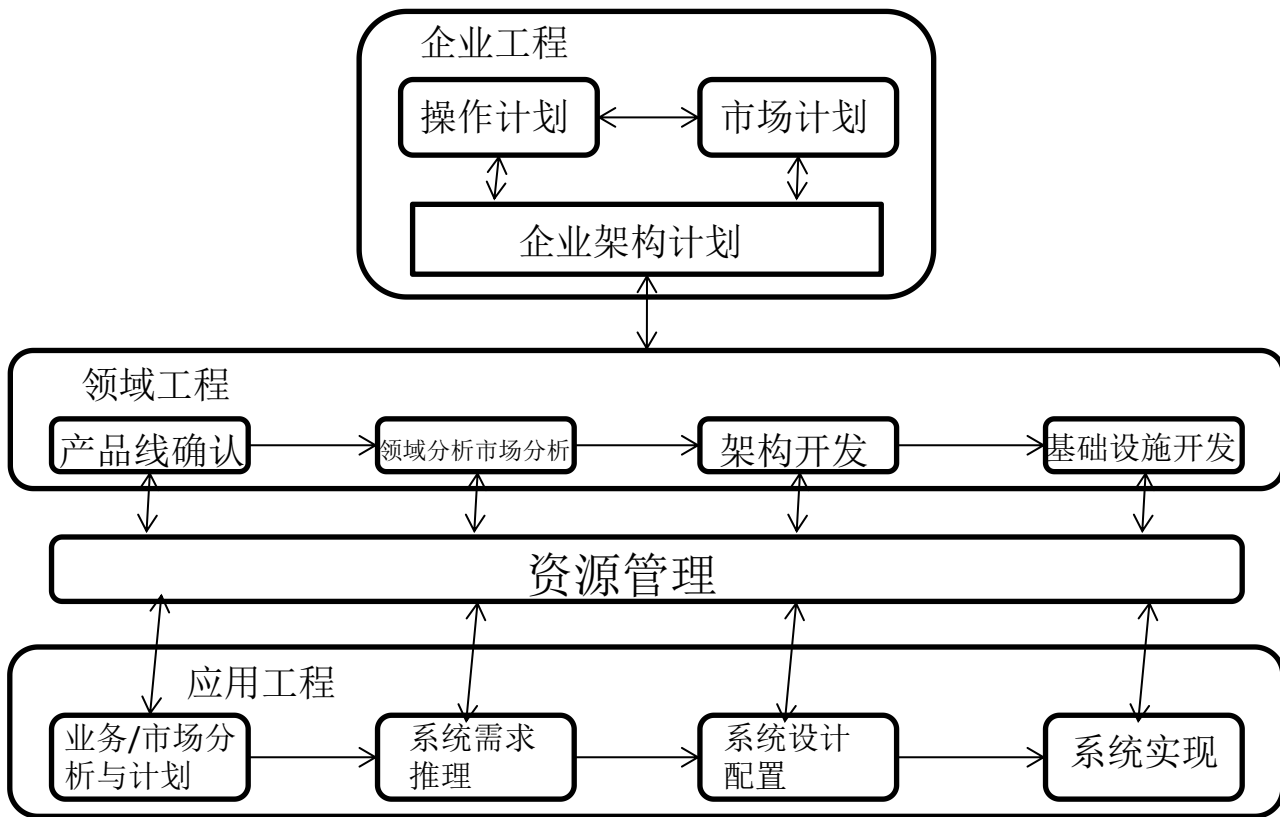 企业工程
操作计划
市场计划
企业架构计划
领域工程
产品线确认
领域分析市场分析
架构开发
基础设施开发
资源管理
应用工程
业务/市场分
析与计划
系统需求
推理
系统设计
配置
系统实现